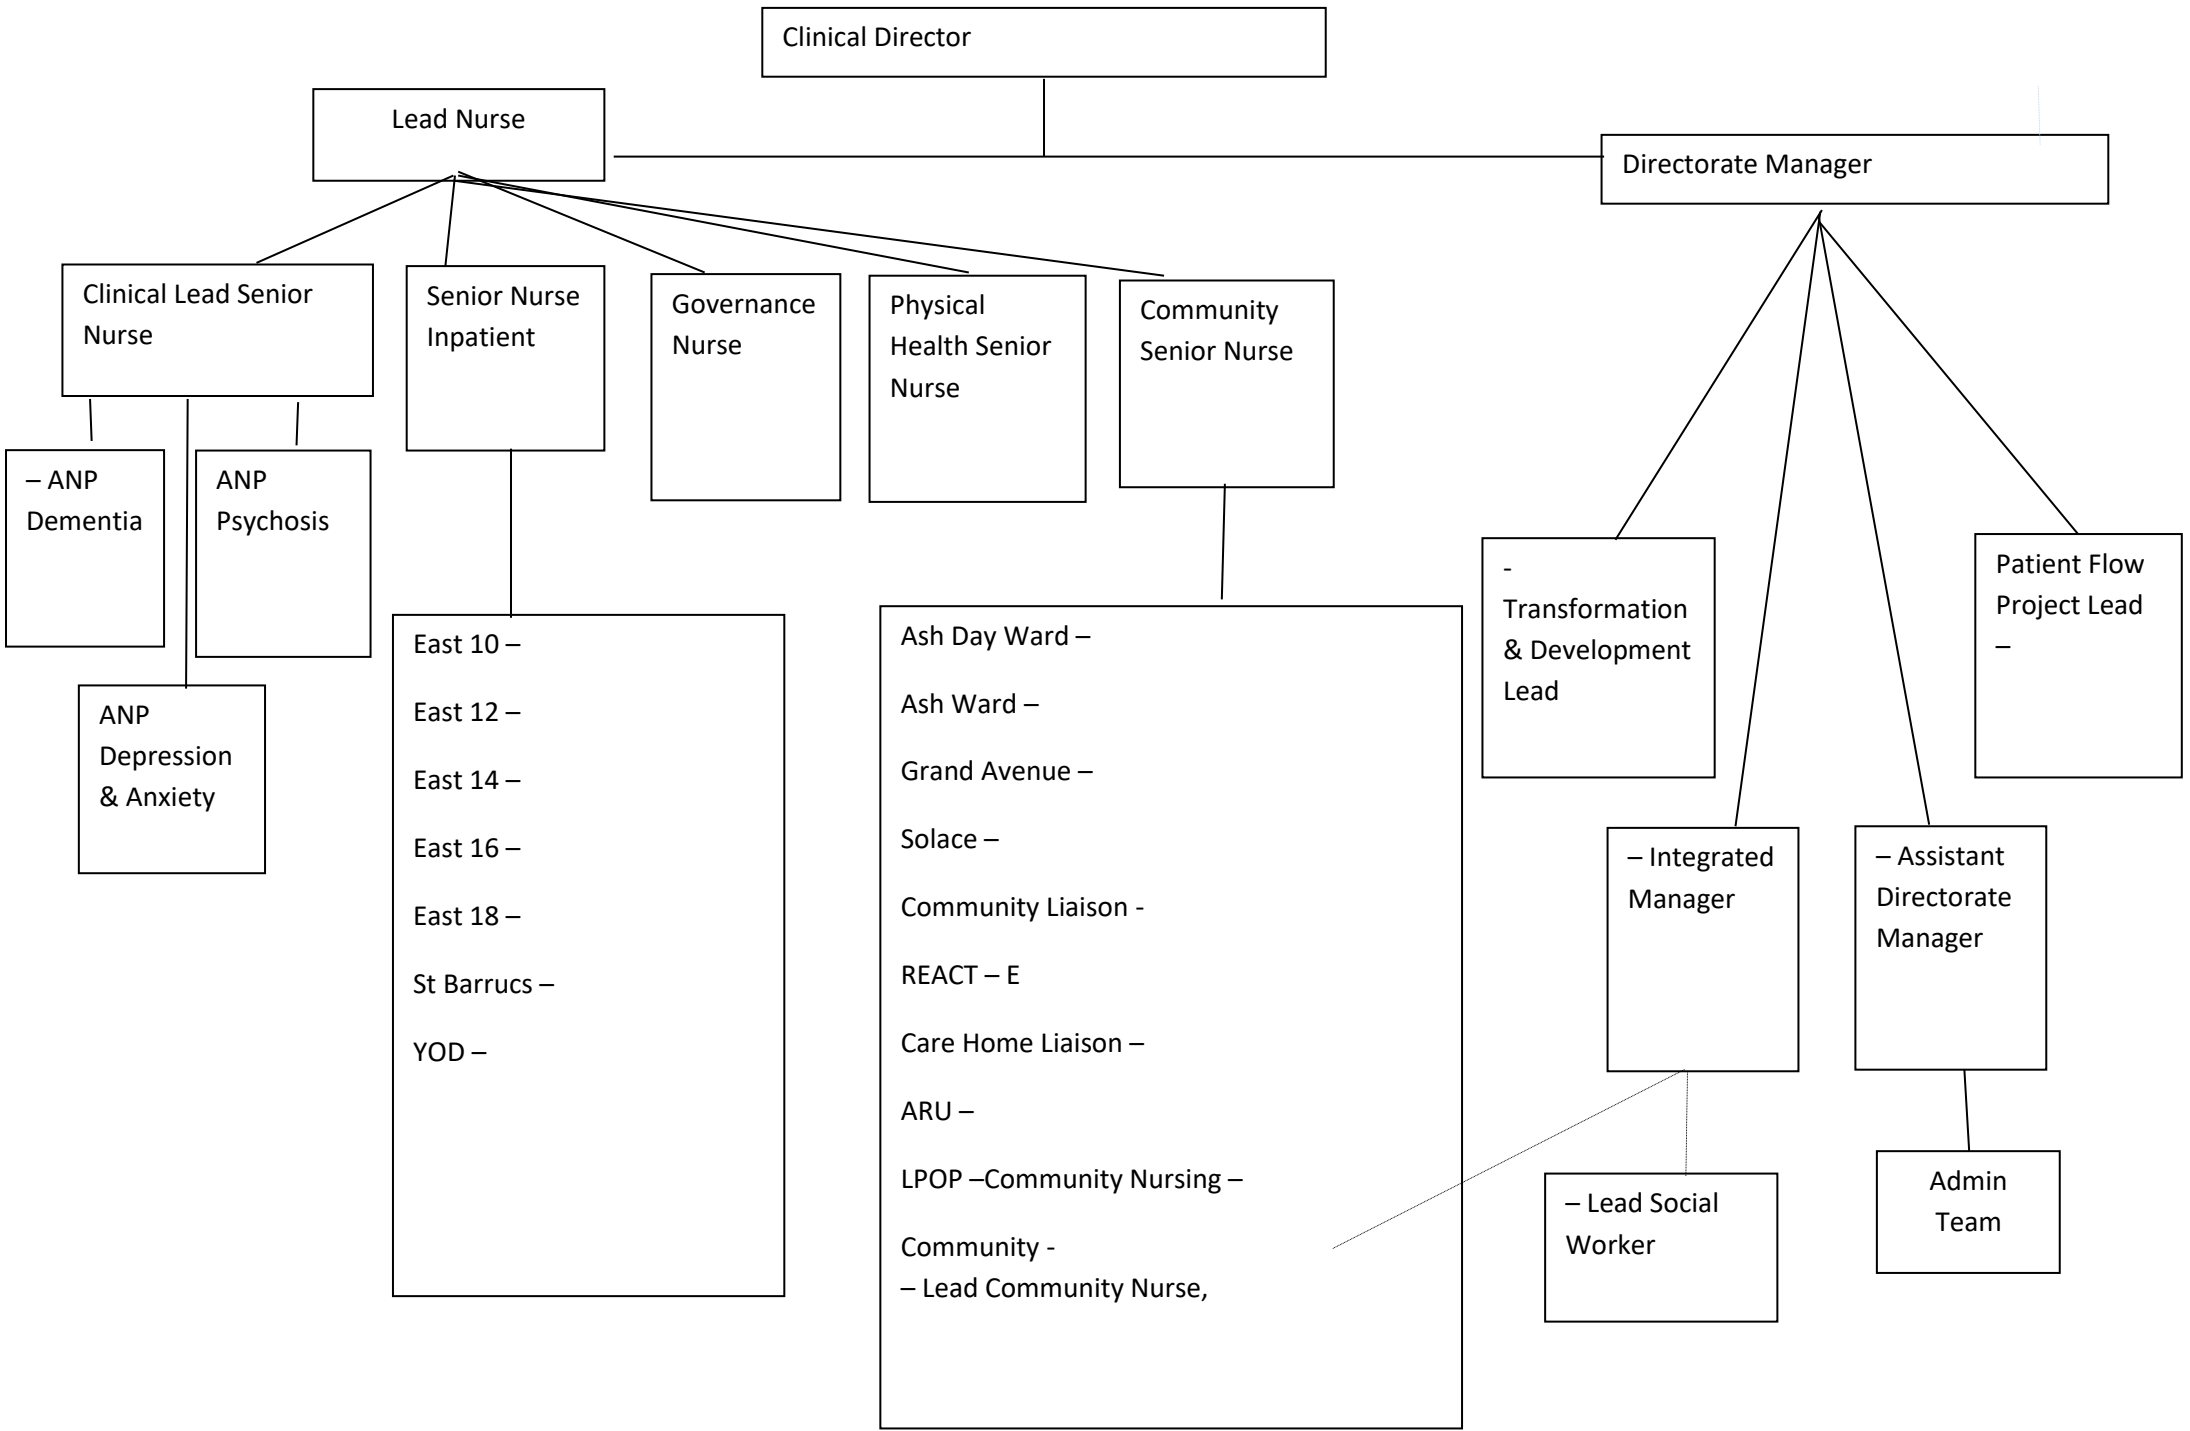 Clinical Director
Lead Nurse
Directorate Manager
Clinical Lead Senior
Nurse
Senior Nurse
Inpatient
Governance
Nurse
Physical
Health Senior
Nurse
Community
Senior Nurse
– ANP
Dementia
ANP
Psychosis
ANP
Depression
& Anxiety
East 10 –
East 12 –
East 14 –
East 16 –
East 18 –
St Barrucs –
YOD –
Ash Day Ward –
Ash Ward –
Grand Avenue –
Solace –
Community Liaison -
REACT – E
Care Home Liaison –
ARU –
LPOP –Community Nursing –
Community -
– Lead Community Nurse,
-
Transformation
& Development
Lead
Patient Flow
Project Lead
–
– Integrated
Manager
– Assistant
Directorate
Manager
– Lead Social
Worker
Admin
Team